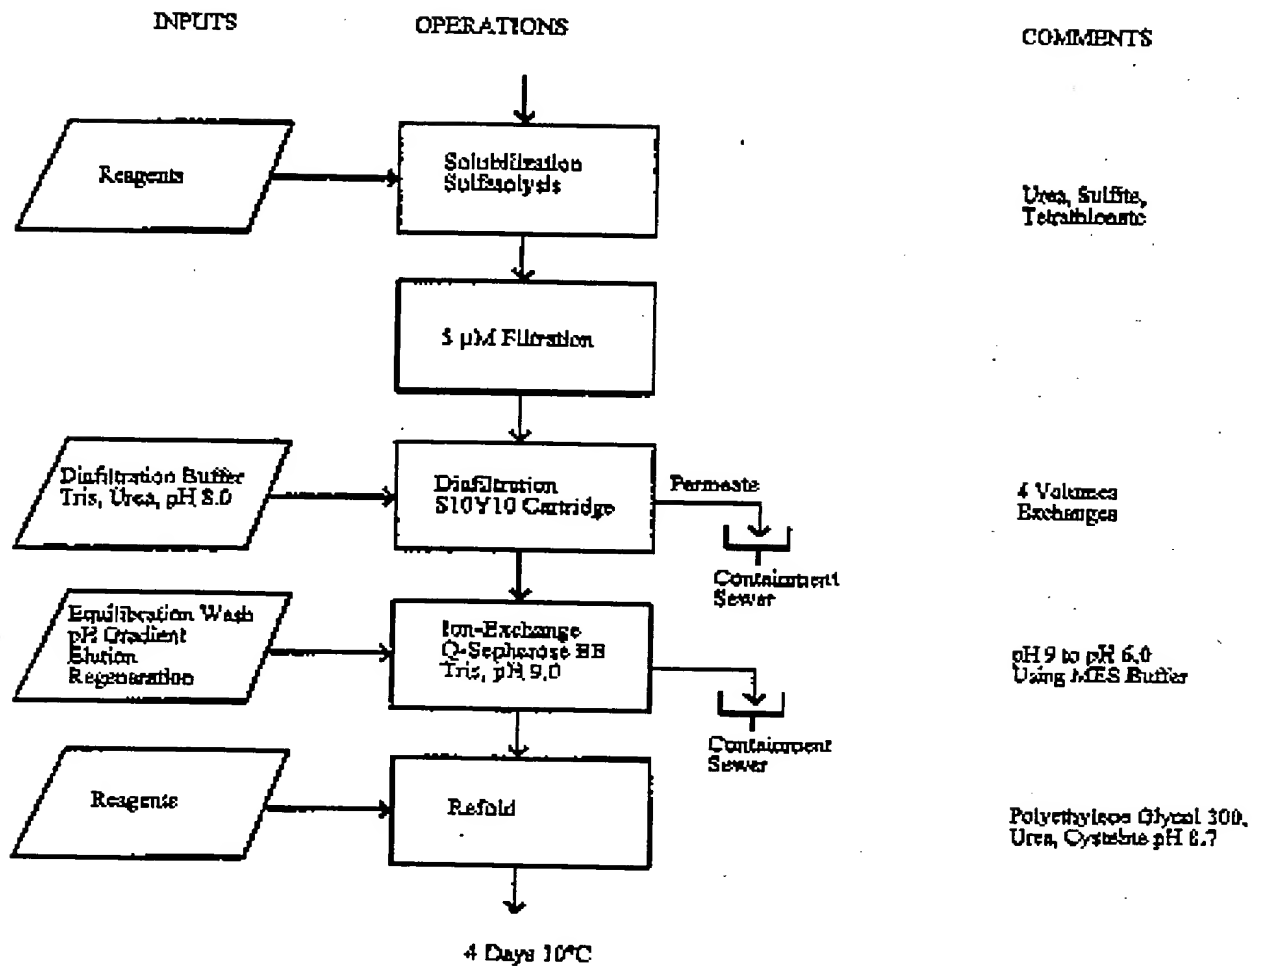 INPUTS
OPERATIONS
COMMENTS
Reagents
Solubilization
Sulfitolysis
Urea, Sulfite,
Tetrathionate
5 µM Filtration
Diafiltration Buffer
Tris, Urea, pH 8.0
Diafiltration
S10Y10 Cartridge
Permeate
4 Volumes
Exchanges
Containment
Sewer
Equilibration Wash
pH Gradient
Elution
Regeneration
Ion-Exchange
Q-Sepharose BB
Tris, pH 9.0
pH 9 to pH 6.0
Using MES Buffer
Containment
Sewer
Reagents
Refold
Polyethylene Glycol 300,
Urea, Cysteine pH 8.7
4 Days 10°C